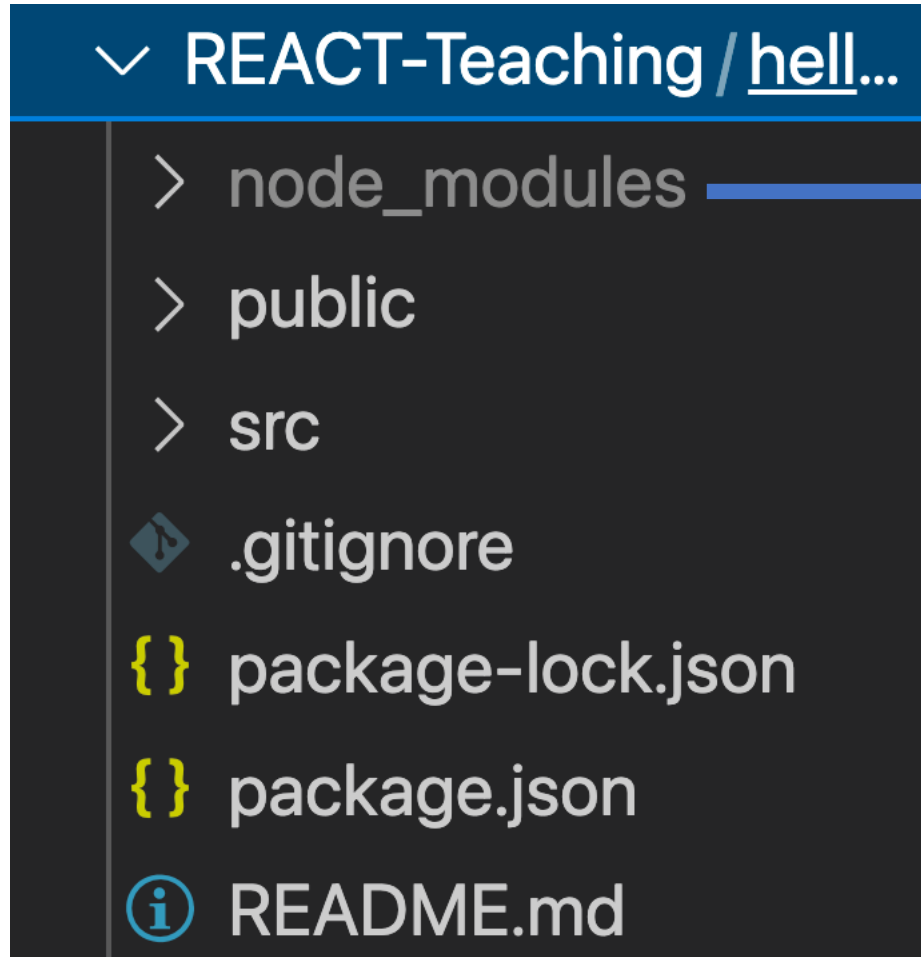 REACT-Teaching / hell...
node_modules
public
src
.gitignore
package-lock.json
package.json
README.md